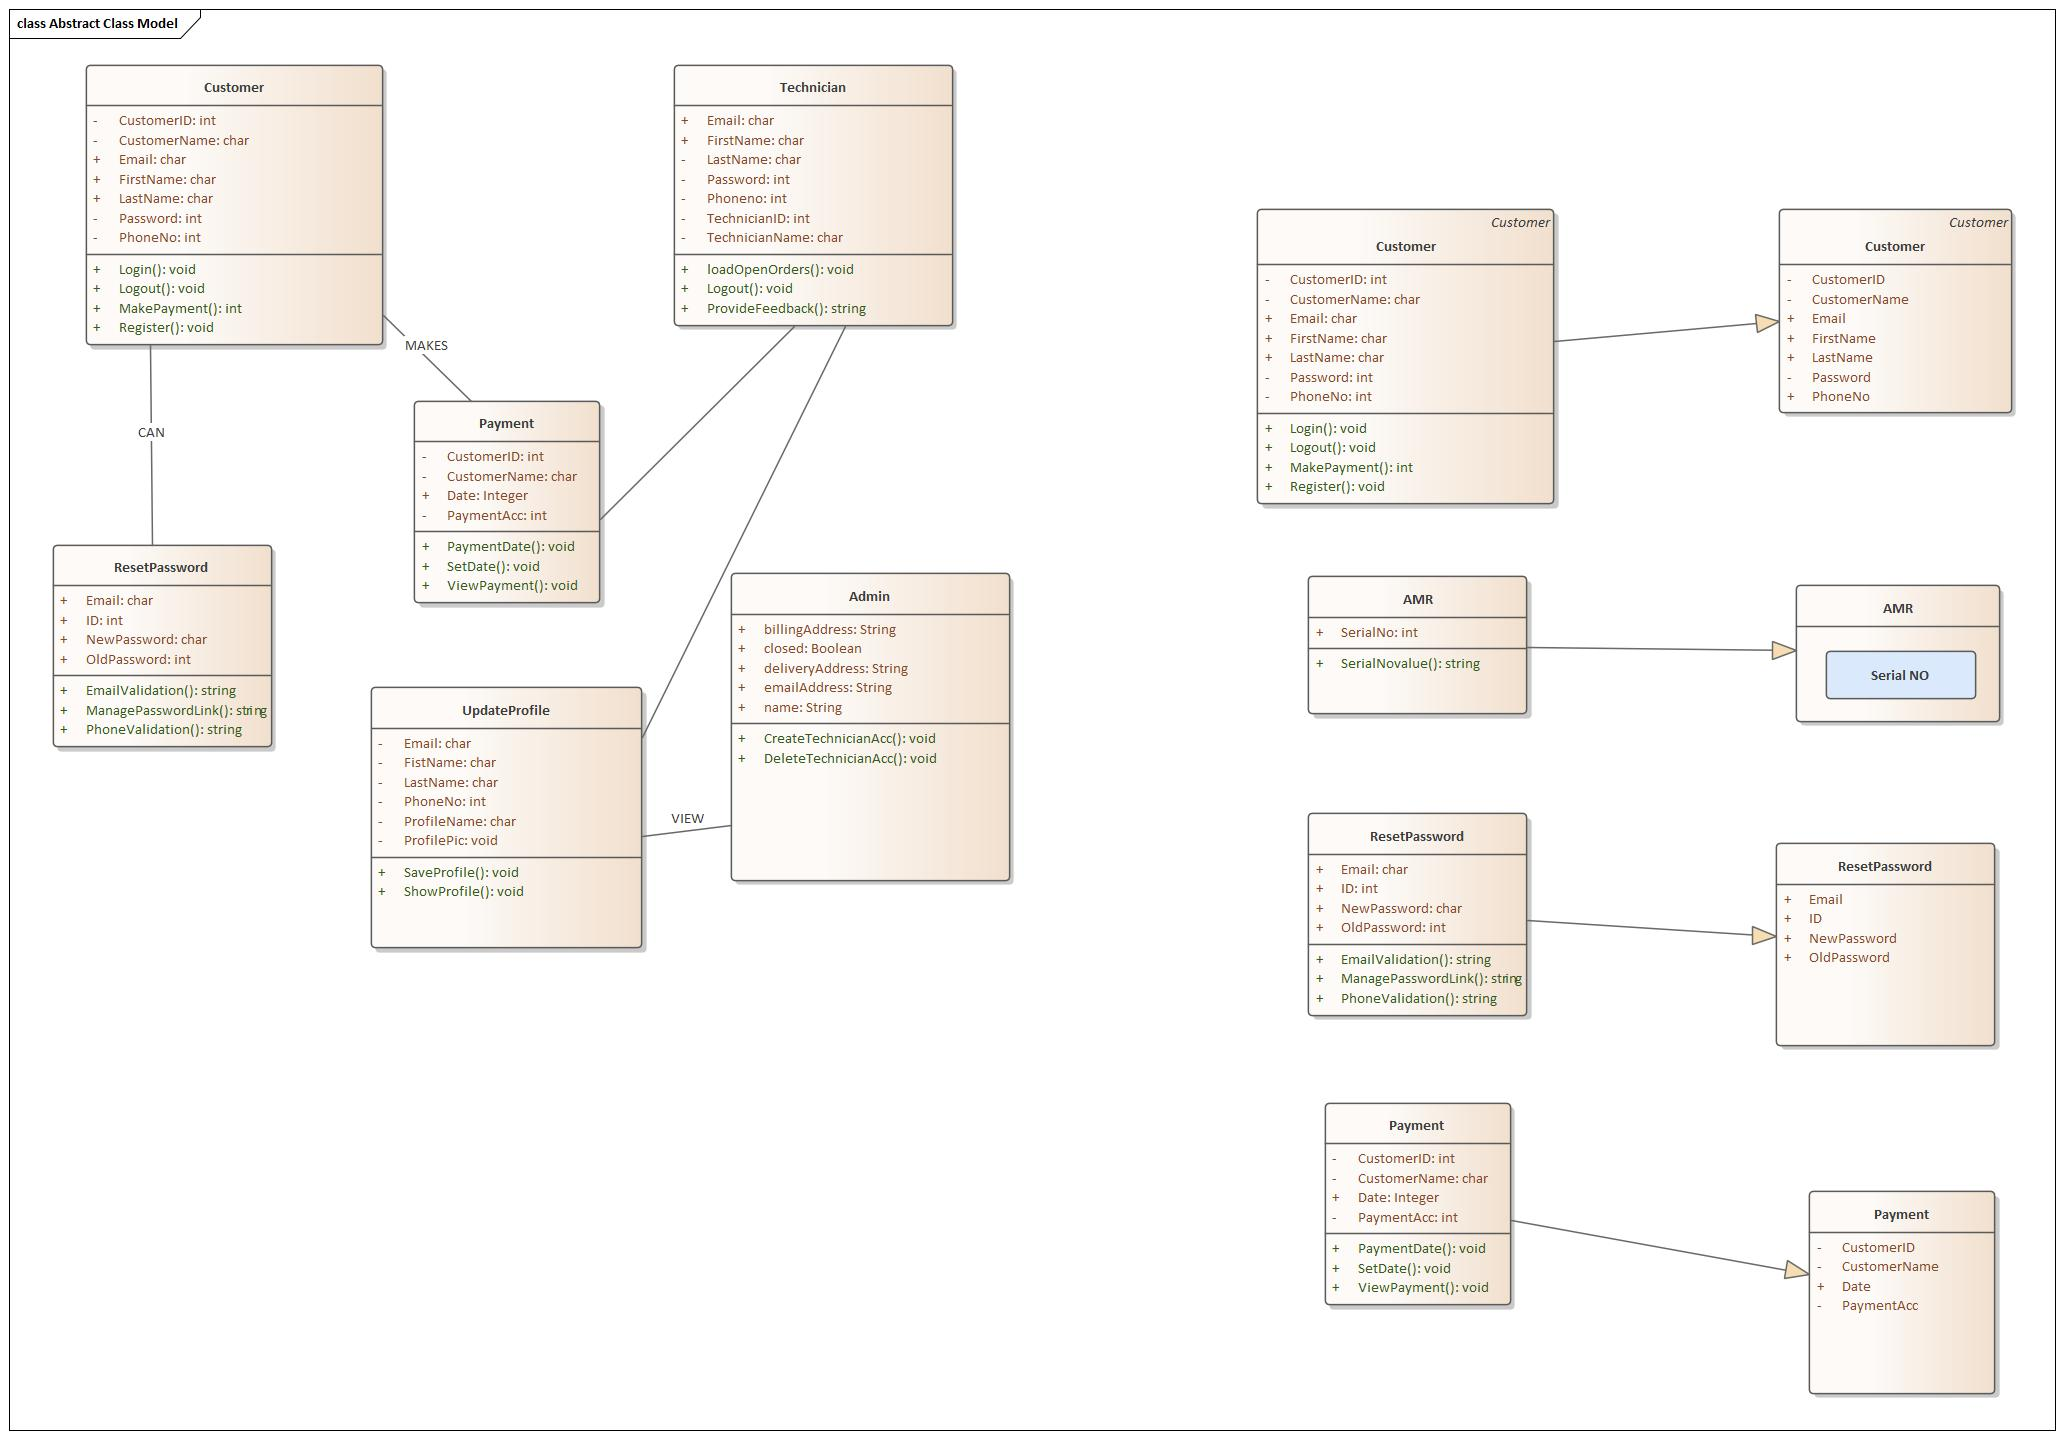 class Abstract Class Model
Customer
- CustomerID: int
- CustomerName: char
+ Email: char
+ FirstName: char
+ LastName: char
- Password: int
- PhoneNo: int
+ Login(): void
+ Logout(): void
+ MakePayment(): int
+ Register(): void
Technician
+ Email: char
+ FirstName: char
- LastName: char
- Password: int
- Phoneno: int
- TechnicianID: int
- TechnicianName: char
+ loadOpenOrders(): void
+ Logout(): void
+ ProvideFeedback(): string
MAKES
CAN
Payment
- CustomerID: int
- CustomerName: char
+ Date: Integer
- PaymentAcc: int
+ PaymentDate(): void
+ SetDate(): void
+ ViewPayment(): void
ResetPassword
+ Email: char
+ ID: int
+ NewPassword: char
+ OldPassword: int
+ EmailValidation(): string
+ ManagePasswordLink(): string
+ PhoneValidation(): string
UpdateProfile
- Email: char
- FistName: char
- LastName: char
- PhoneNo: int
- ProfileName: char
- ProfilePic: void
+ SaveProfile(): void
+ ShowProfile(): void
VIEW
Admin
+ billingAddress: String
+ closed: Boolean
+ deliveryAddress: String
+ emailAddress: String
+ name: String
+ CreateTechnicianAcc(): void
+ DeleteTechnicianAcc(): void
Customer
Customer
- CustomerID: int
- CustomerName: char
+ Email: char
+ FirstName: char
+ LastName: char
- Password: int
- PhoneNo: int
+ Login(): void
+ Logout(): void
+ MakePayment(): int
+ Register(): void
Customer
Customer
- CustomerID
- CustomerName
+ Email
+ FirstName
+ LastName
- Password
+ PhoneNo
AMR
+ SerialNo: int
+ SerialNovalue(): string
AMR
Serial NO
ResetPassword
+ Email: char
+ ID: int
+ NewPassword: char
+ OldPassword: int
+ EmailValidation(): string
+ ManagePasswordLink(): string
+ PhoneValidation(): string
ResetPassword
+ Email
+ ID
+ NewPassword
+ OldPassword
Payment
- CustomerID: int
- CustomerName: char
+ Date: Integer
- PaymentAcc: int
+ PaymentDate(): void
+ SetDate(): void
+ ViewPayment(): void
Payment
- CustomerID
- CustomerName
+ Date
- PaymentAcc